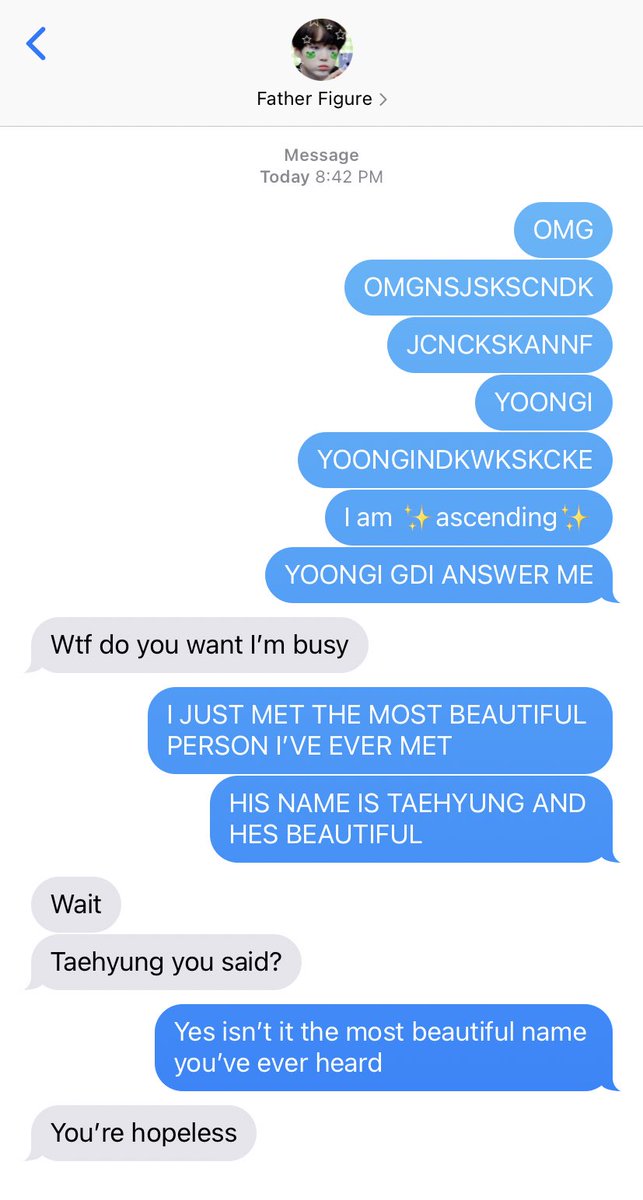 Father Figure >
Message
Today 8:42 PM
OMG
OMGNSJSKSCNDK
JCNCKSKANNF
YOONGI
YOONGINDKWKSKCKE
I am ✨ ascending✨
YOONGI GDI ANSWER ME
Wtf do you want I’m busy
I JUST MET THE MOST BEAUTIFUL
PERSON I’VE EVER MET
HIS NAME IS TAEHYUNG AND
HES BEAUTIFUL
Wait
Taehyung you said?
Yes isn’t it the most beautiful name
you’ve ever heard
You’re hopeless